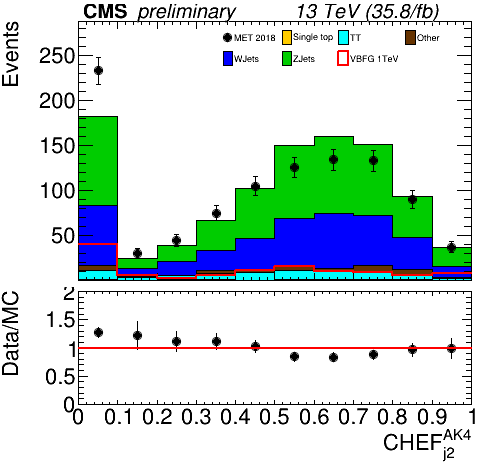 CMS preliminary 13 TeV (35.8/fb)
Events
MET 2018 Single top TT Other
WJets ZJets VBFG 1TeV
250
200
150
100
50
Data/MC
2
1.5
1
0.5
0
0 0.1 0.2 0.3 0.4 0.5 0.6 0.7 0.8 0.9 1
CHEF^AK4_j2